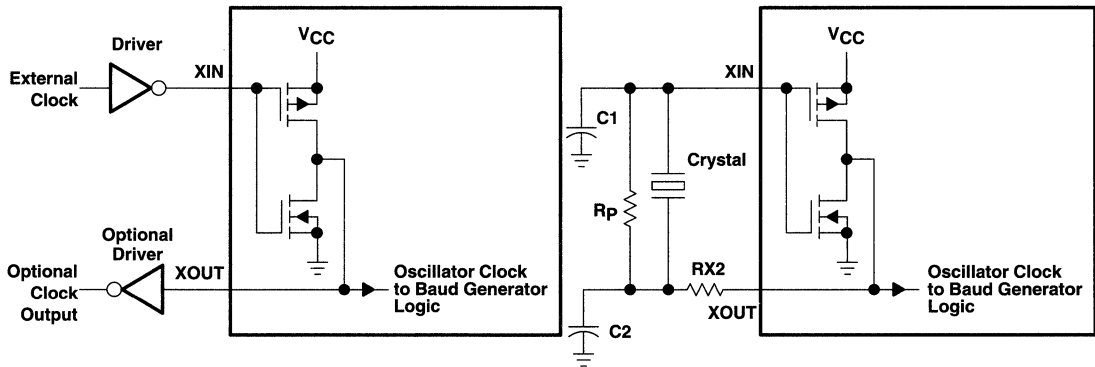 Driver
External
Clock
XIN
VCC
Optional
Driver
Optional
Clock
Output
XOUT
Oscillator Clock
to Baud Generator
Logic
C1
Crystal
RP
RX2
C2
XIN
VCC
XOUT
Oscillator Clock
to Baud Generator
Logic